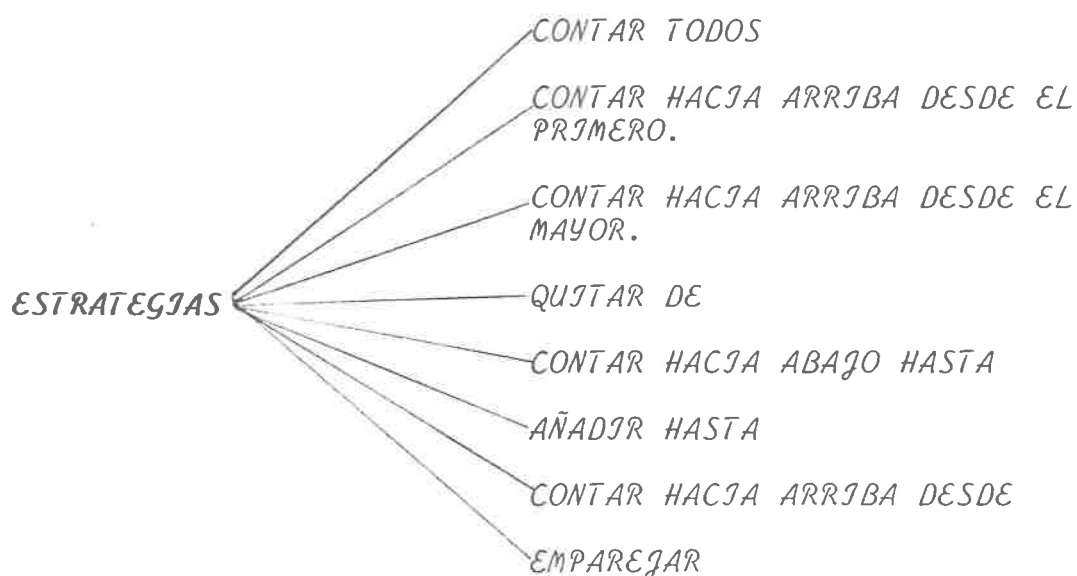 CONTAR TODOS
CONTAR HACIA ARRIBA DESDE EL
PRIMERO.
CONTAR HACIA ARRIBA DESDE EL
MAYOR.
ESTRATEGIAS
QUITAR DE
CONTAR HACIA ABAJO HASTA
AÑADIR HASTA
CONTAR HACIA ARRIBA DESDE
EMPAREJAR